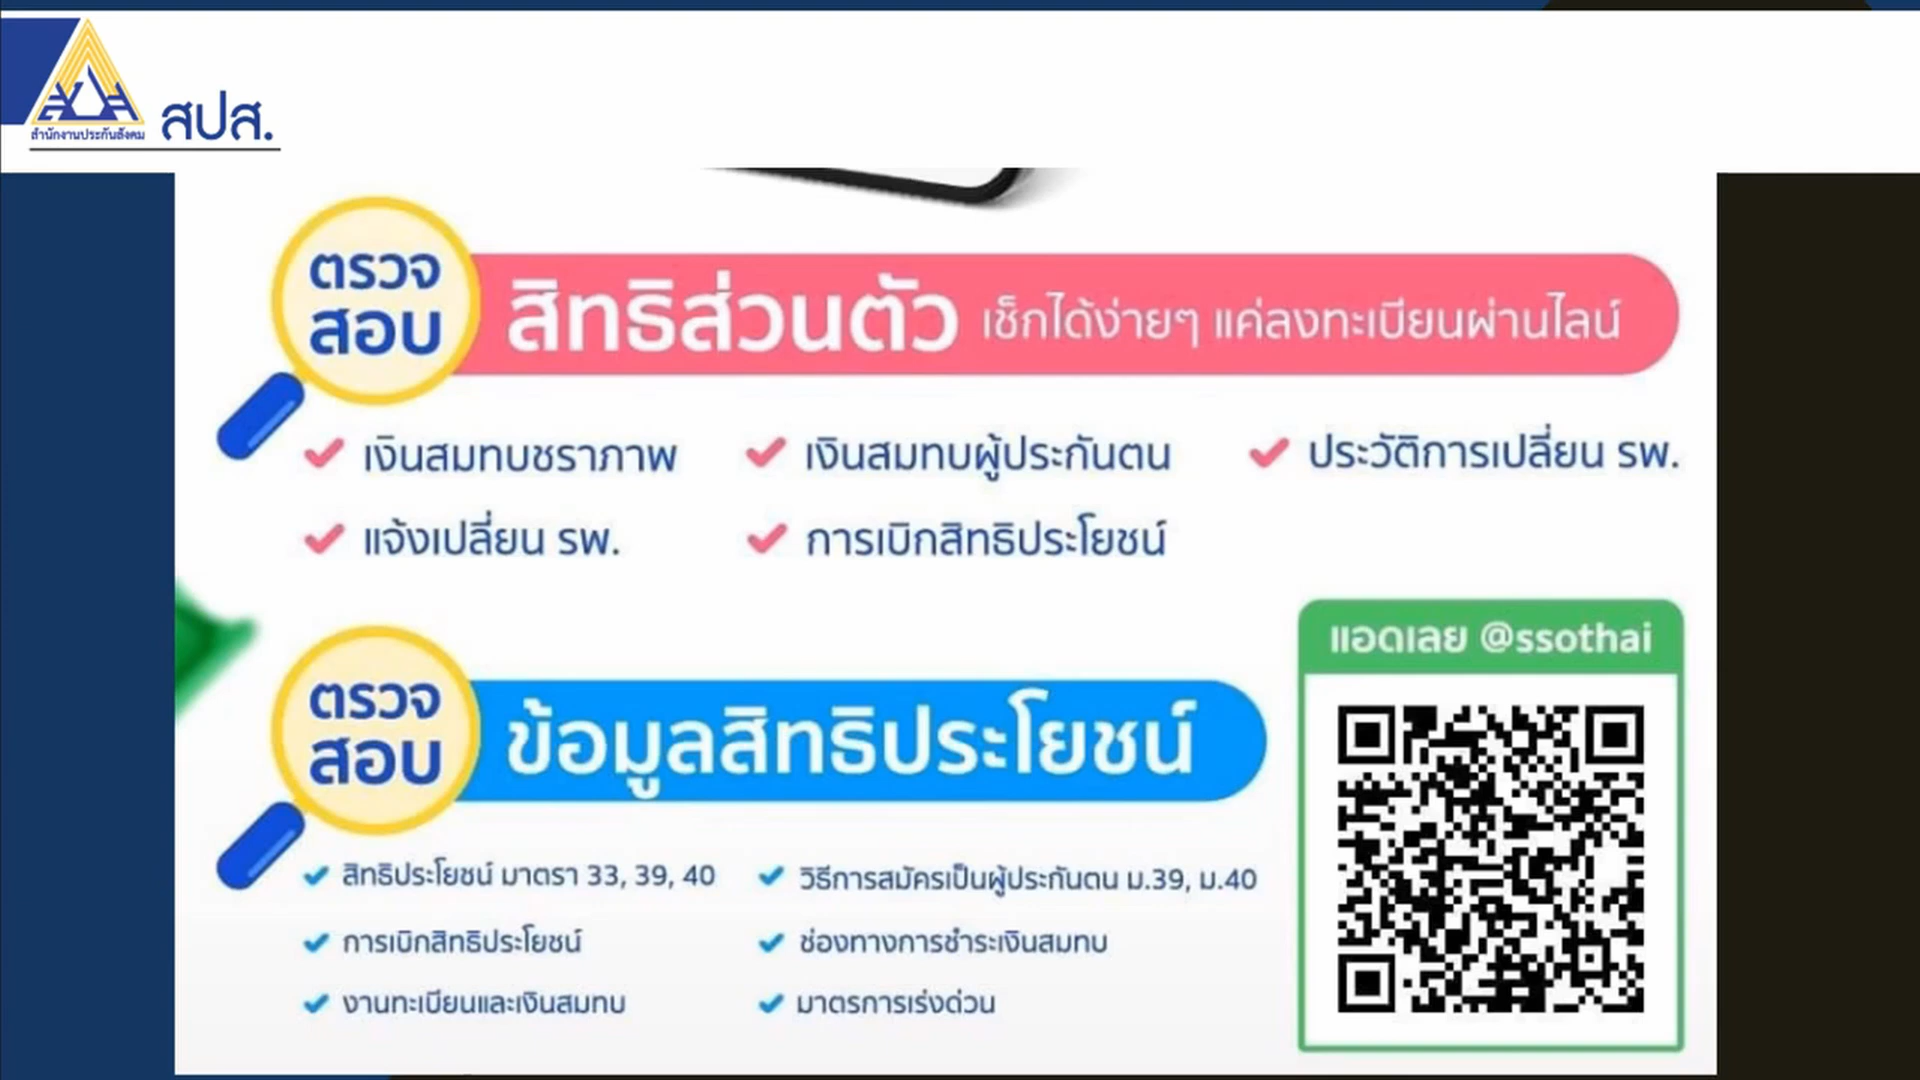 สำนักงานประกันสังคม
สปส.
ตรวจ
สอบ
สิทธิส่วนตัว เช็กได้ง่ายๆ แค่ลงทะเบียนผ่านไลน์
เงินสมทบชราภาพ
เงินสมทบผู้ประกันตน
ประวัติการเปลี่ยน รพ.
แจ้งเปลี่ยน รพ.
การเบิกสิทธิประโยชน์
ตรวจ
สอบ
ข้อมูลสิทธิประโยชน์
แอดเลย @ssothai
สิทธิประโยชน์ มาตรา 33, 39, 40
วิธีการสมัครเป็นผู้ประกันตน ม.39, ม.40
การเบิกสิทธิประโยชน์
ช่องทางการชำระเงินสมทบ
งานทะเบียนและเงินสมทบ
มาตรการเร่งด่วน